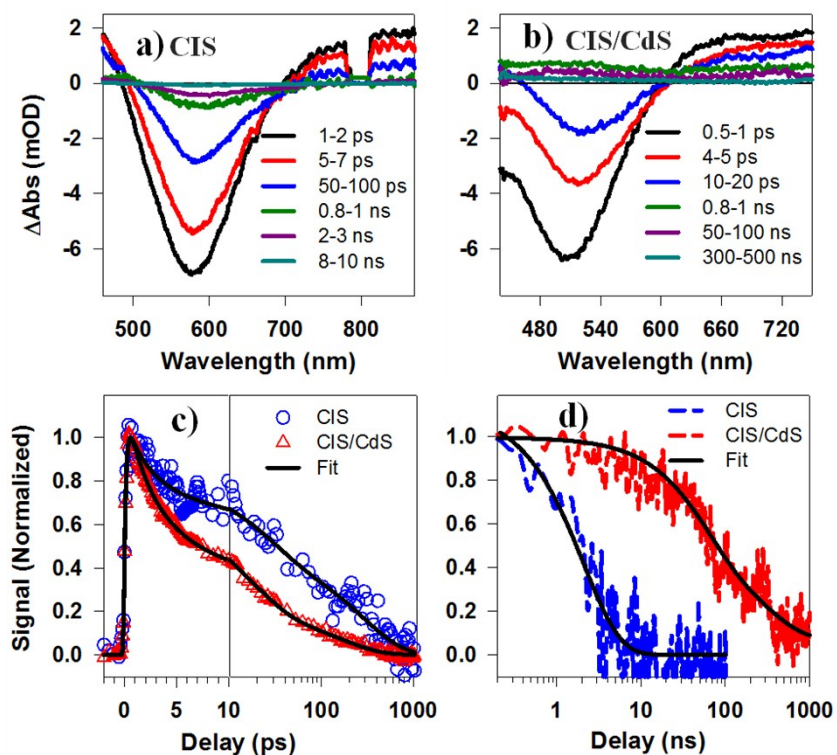 a) CIS
ΔAbs (mOD)
2
0
-2
-4
-6
1-2 ps
5-7 ps
50-100 ps
0.8-1 ns
2-3 ns
8-10 ns
500 600 700 800
Wavelength (nm)
b) CIS/CdS
2
0
-2
-4
-6
0.5-1 ps
4-5 ps
10-20 ps
0.8-1 ns
50-100 ns
300-500 ns
480 540 600 660 720
Wavelength (nm)
c)
Signal (Normalized)
1.0
0.8
0.6
0.4
0.2
0.0
CIS
CIS/CdS
Fit
0 5 10 100 1000
Delay (ps)
d)
1.0
0.8
0.6
0.4
0.2
0.0
CIS
CIS/CdS
Fit
1 10 100 1000
Delay (ns)